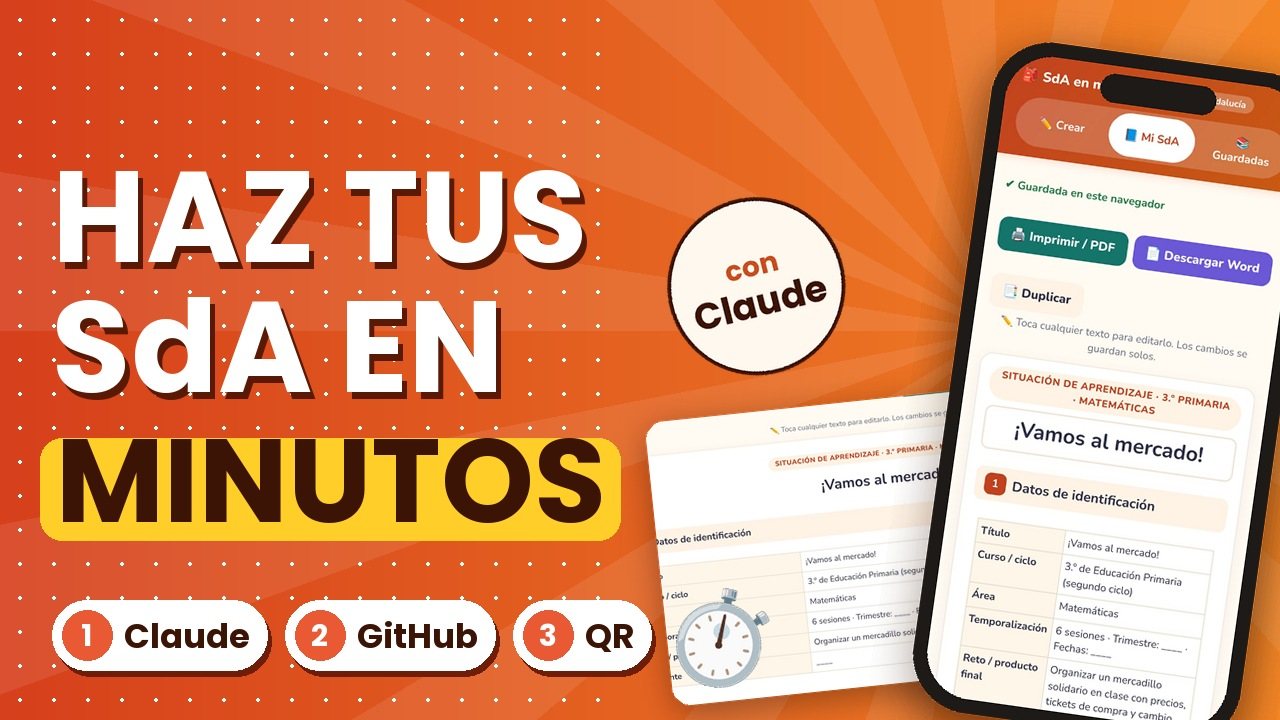 HAZ TUS
SdA EN
MINUTOS
1 Claude
2 GitHub
3 QR
con
Claude
Toca cualquier texto para editarlo. Los cambios se
SITUACIÓN DE APRENDIZAJE · 3.º PRIMARIA ·
¡Vamos al
Datos de identificación
¡Vamos al mercado!
/ ciclo
3.º de Educación Primaria
Matemáticas
6 sesiones · Trimestre: ____ ·
Organizar un mercadillo
____
SdA en
Crear
Mi SdA
Guardadas
✔ Guardada en este navegador
Imprimir / PDF
Descargar Word
Duplicar
Toca cualquier texto para editarlo. Los cambios se
guardan solos.
SITUACIÓN DE APRENDIZAJE · 3.º PRIMARIA
· MATEMÁTICAS
¡Vamos al mercado!
1 Datos de identificación
Título
¡Vamos al mercado!
Curso / ciclo
3.º de Educación Primaria
(segundo ciclo)
Área
Matemáticas
Temporalización
6 sesiones · Trimestre: ____ ·
Fechas: ____
Reto / producto
final
Organizar un mercadillo
solidario en clase con precios,
tickets de compra y cambio